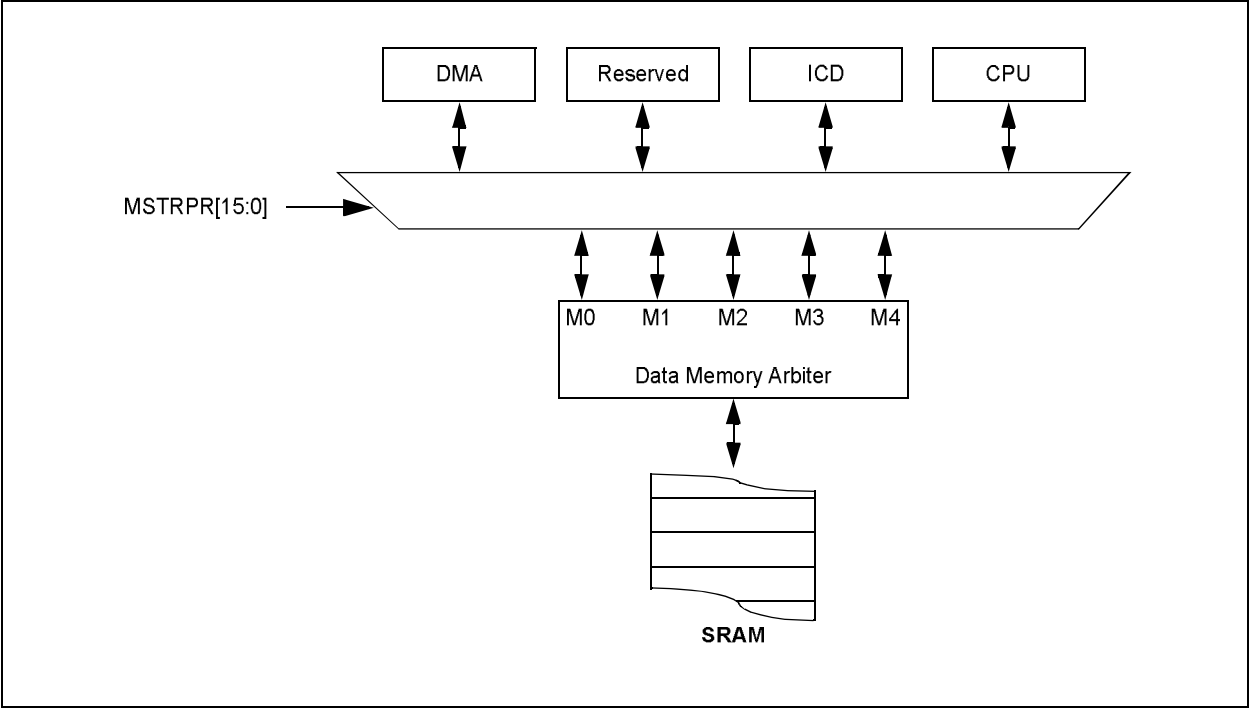 DMA Reserved ICD CPU
MSTRPR[15:0]
M0 M1 M2 M3 M4
Data Memory Arbiter
SRAM